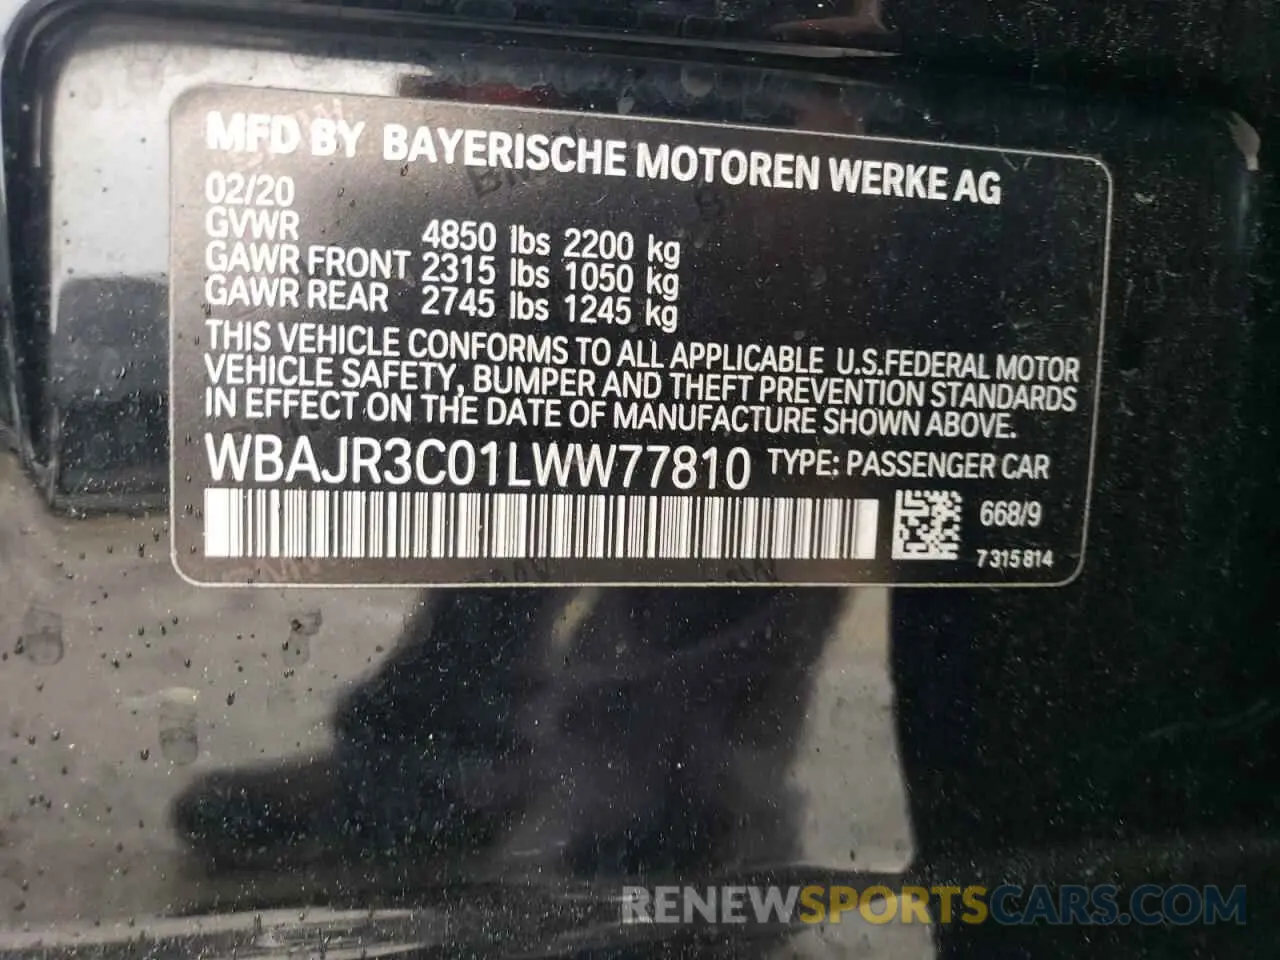 MFD BY BAYERISCHE MOTOREN WERKE AG
02/20
GVWR 4850 lbs 2200 kg
GAWR FRONT 2315 lbs 1050 kg
GAWR REAR 2745 lbs 1245 kg
THIS VEHICLE CONFORMS TO ALL APPLICABLE U.S.FEDERAL MOTOR
VEHICLE SAFETY, BUMPER AND THEFT PREVENTION STANDARDS
IN EFFECT ON THE DATE OF MANUFACTURE SHOWN ABOVE.
WBAJR3C01LWW77810 TYPE: PASSENGER CAR
668/9
7 315 814
RENEWSPORTSCARS.COM